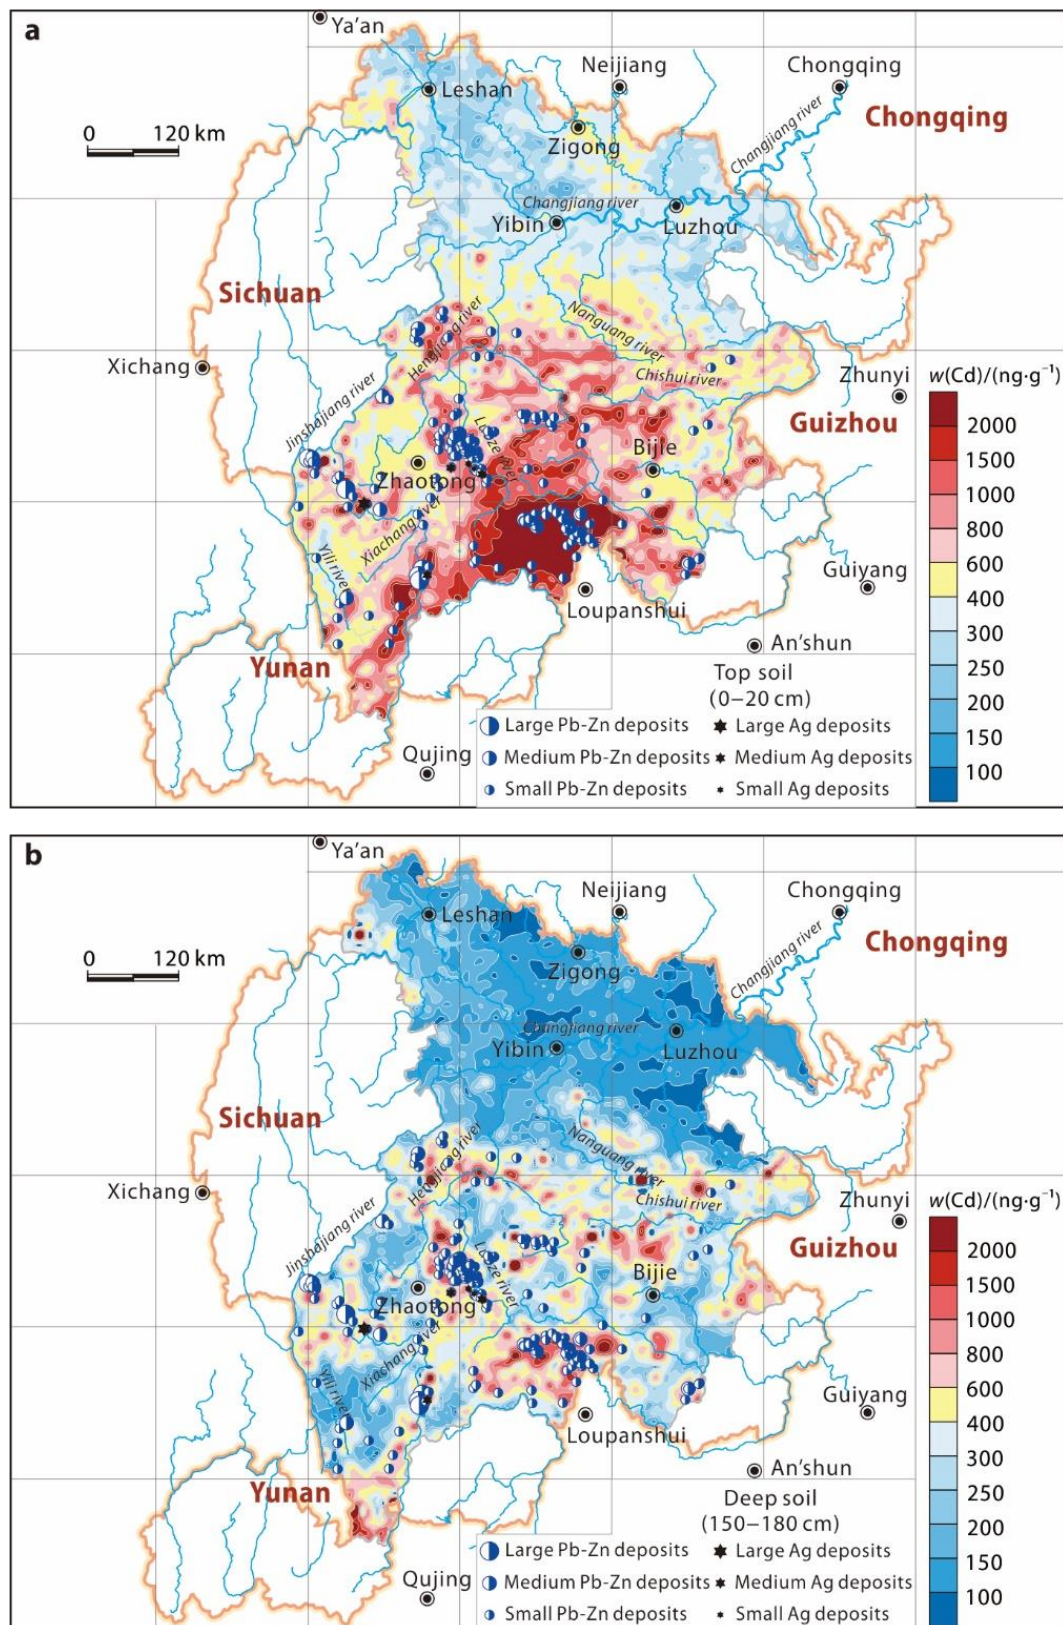 a
Ya'an
Neijiang
Chongqing
Leshan
Changjiang river
Chongqing
0 120 km
Zigong
Changjiang river
Yibin
Luzhou
Sichuan
Hengjiang river
Nanguang river
Xichang
Chishui river
Zhunyi
w(Cd)/(ng·g⁻¹)
Jinshajiang river
Guizhou
2000
Laoze river
Bijie
1500
Zhaotong
1000
Xiachang river
800
Yili river
600
Guiyang
Loupanshui
400
300
An'shun
Yunan
250
Top soil
(0−20 cm)
200
Large Pb-Zn deposits
Large Ag deposits
150
Qujing
Medium Pb-Zn deposits
Medium Ag deposits
100
Small Pb-Zn deposits
Small Ag deposits
b
Ya'an
Neijiang
Chongqing
Leshan
Changjiang river
Chongqing
0 120 km
Zigong
Changjiang river
Yibin
Luzhou
Sichuan
Hengjiang river
Nanguang river
Xichang
Chishui river
Zhunyi
w(Cd)/(ng·g⁻¹)
Jinshajiang river
Guizhou
2000
Laoze river
Bijie
1500
Zhaotong
1000
Xiachang river
800
Yili river
600
Guiyang
Loupanshui
400
300
An'shun
Yunan
250
Deep soil
(150−180 cm)
200
Large Pb-Zn deposits
Large Ag deposits
150
Qujing
Medium Pb-Zn deposits
Medium Ag deposits
100
Small Pb-Zn deposits
Small Ag deposits